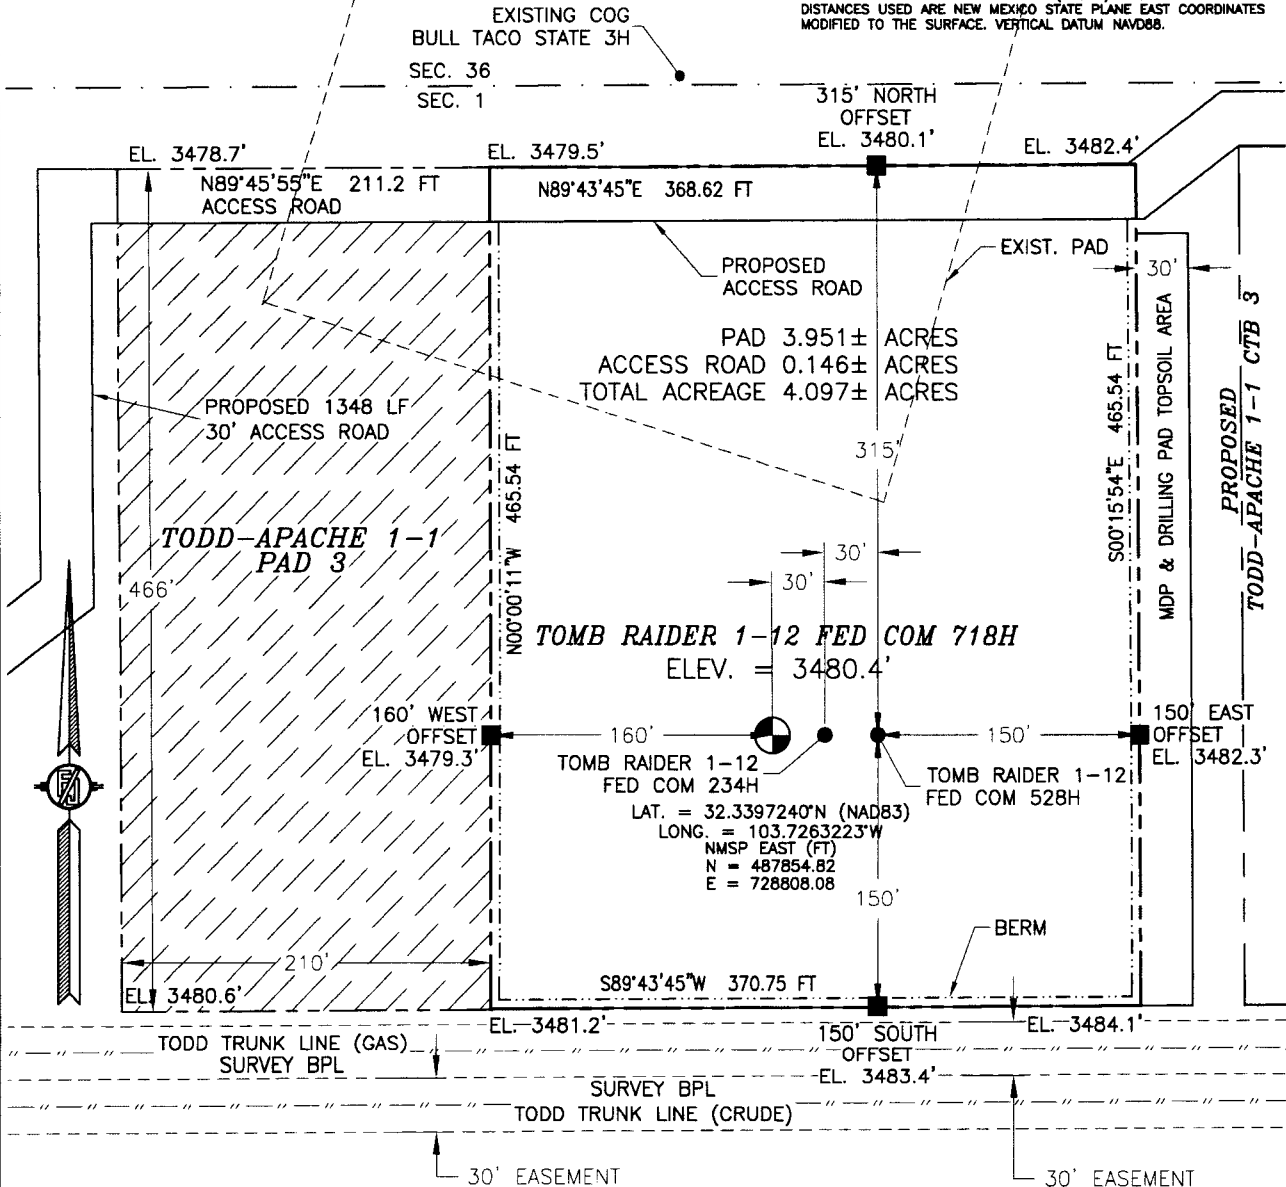 DISTANCES USED ARE NEW MEXICO STATE PLANE EAST COORDINATES
MODIFIED TO THE SURFACE. VERTICAL DATUM NAVD88.
EXISTING COG
BULL TACO STATE 3H
SEC. 36
SEC. 1
315' NORTH
OFFSET
EL. 3480.1'
EL. 3478.7'
EL. 3479.5'
EL. 3482.4'
N89°45'55"E 211.2 FT
ACCESS ROAD
N89°43'45"E 368.62 FT
EXIST. PAD
PROPOSED
ACCESS ROAD
30'
PAD 3.951± ACRES
ACCESS ROAD 0.146± ACRES
TOTAL ACREAGE 4.097± ACRES
PROPOSED 1348 LF
30' ACCESS ROAD
315'
N00°00'11"W 465.54 FT
S00°15'54"E 465.54 FT
MDP & DRILLING PAD TOPSOIL AREA
PROPOSED
TODD-APACHE 1-1 CTB 3
TODD-APACHE 1-1
PAD 3
466'
30'
30'
TOMB RAIDER 1-12 FED COM 718H
ELEV. = 3480.4'
160' WEST
OFFSET
EL. 3479.3'
160'
150'
150' EAST
OFFSET
EL. 3482.3'
TOMB RAIDER 1-12
FED COM 234H
TOMB RAIDER 1-12
FED COM 528H
LAT. = 32.3397240°N (NAD83)
LONG. = 103.7263223°W
NMSP EAST (FT)
N = 487854.82
E = 728808.08
150'
BERM
210'
S89°43'45"W 370.75 FT
EL. 3480.6'
EL. 3481.2'
EL. 3484.1'
150' SOUTH
OFFSET
EL. 3483.4'
TODD TRUNK LINE (GAS)
SURVEY BPL
SURVEY BPL
TODD TRUNK LINE (CRUDE)
30' EASEMENT
30' EASEMENT